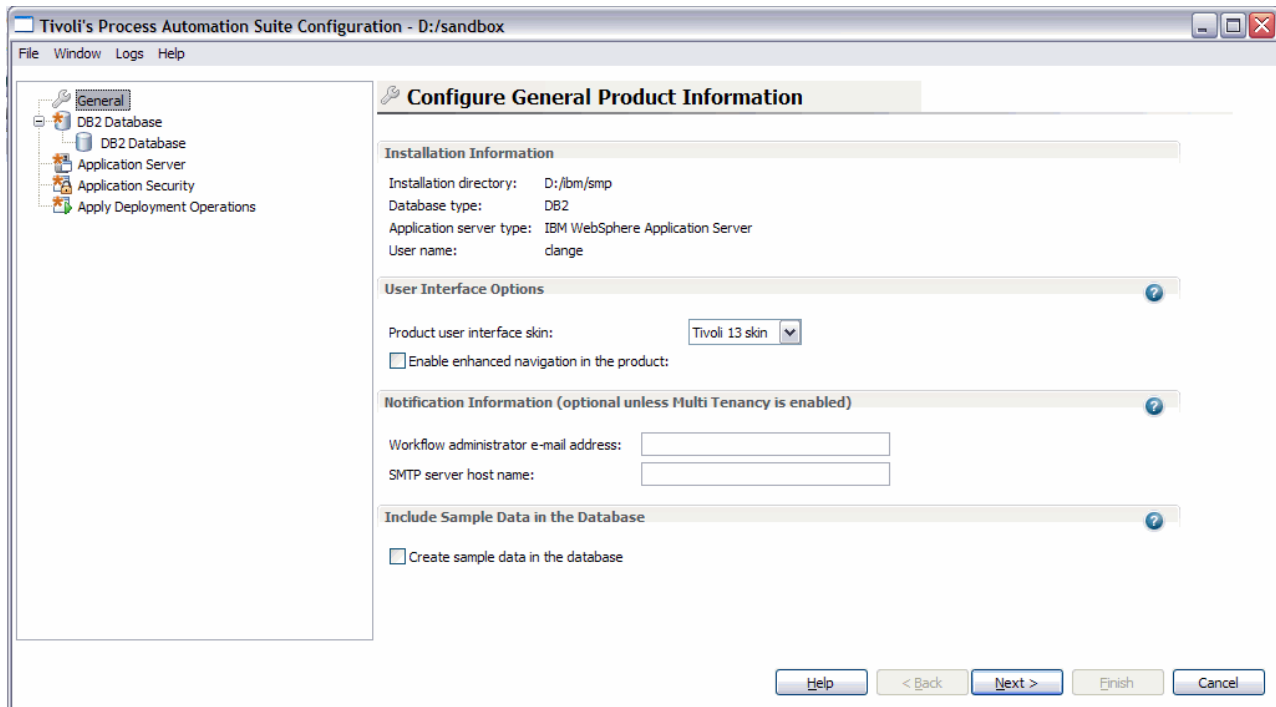 Tivoli's Process Automation Suite Configuration - D:/sandbox
File Window Logs Help
General
DB2 Database
DB2 Database
Application Server
Application Security
Apply Deployment Operations
Configure General Product Information
Installation Information
Installation directory: D:/ibm/smp
Database type: DB2
Application server type: IBM WebSphere Application Server
User name: clange
User Interface Options
?
Product user interface skin: Tivoli 13 skin
Enable enhanced navigation in the product:
Notification Information (optional unless Multi Tenancy is enabled)
?
Workflow administrator e-mail address:
SMTP server host name:
Include Sample Data in the Database
?
Create sample data in the database
Help < Back Next > Finish Cancel